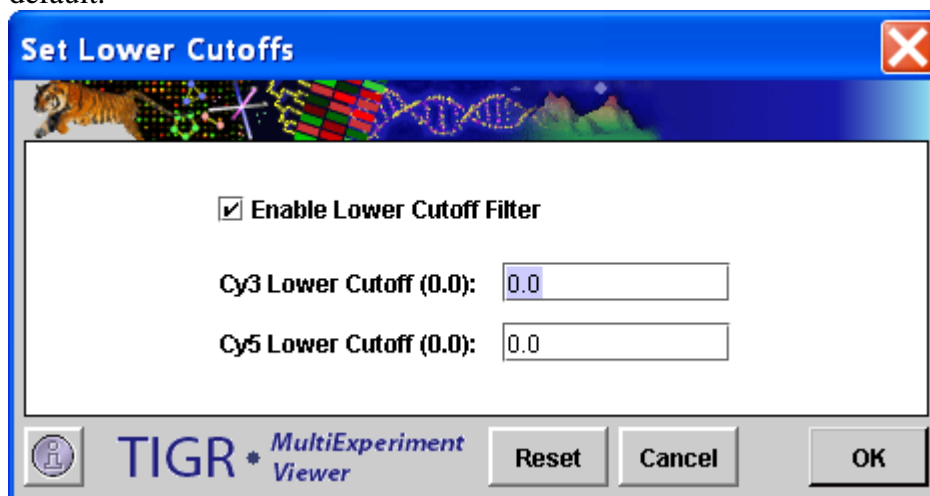 default.
Set Lower Cutoffs
Enable Lower Cutoff Filter
Cy3 Lower Cutoff (0.0): 0.0
Cy5 Lower Cutoff (0.0): 0.0
TIGR MultiExperiment Viewer
Reset Cancel OK